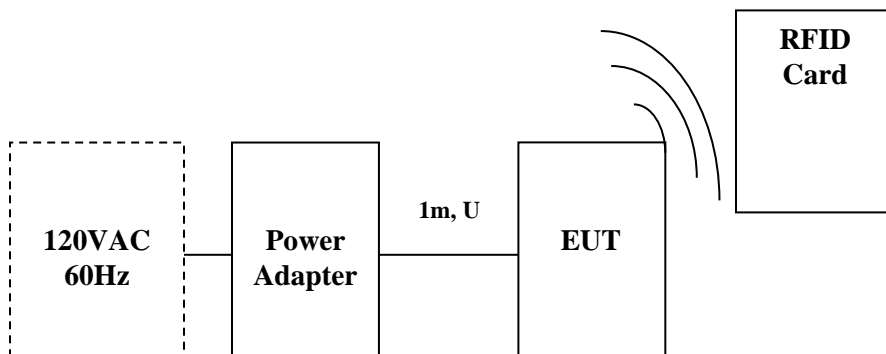 RFID
Card
1m, U
120VAC
60Hz
Power
Adapter
EUT